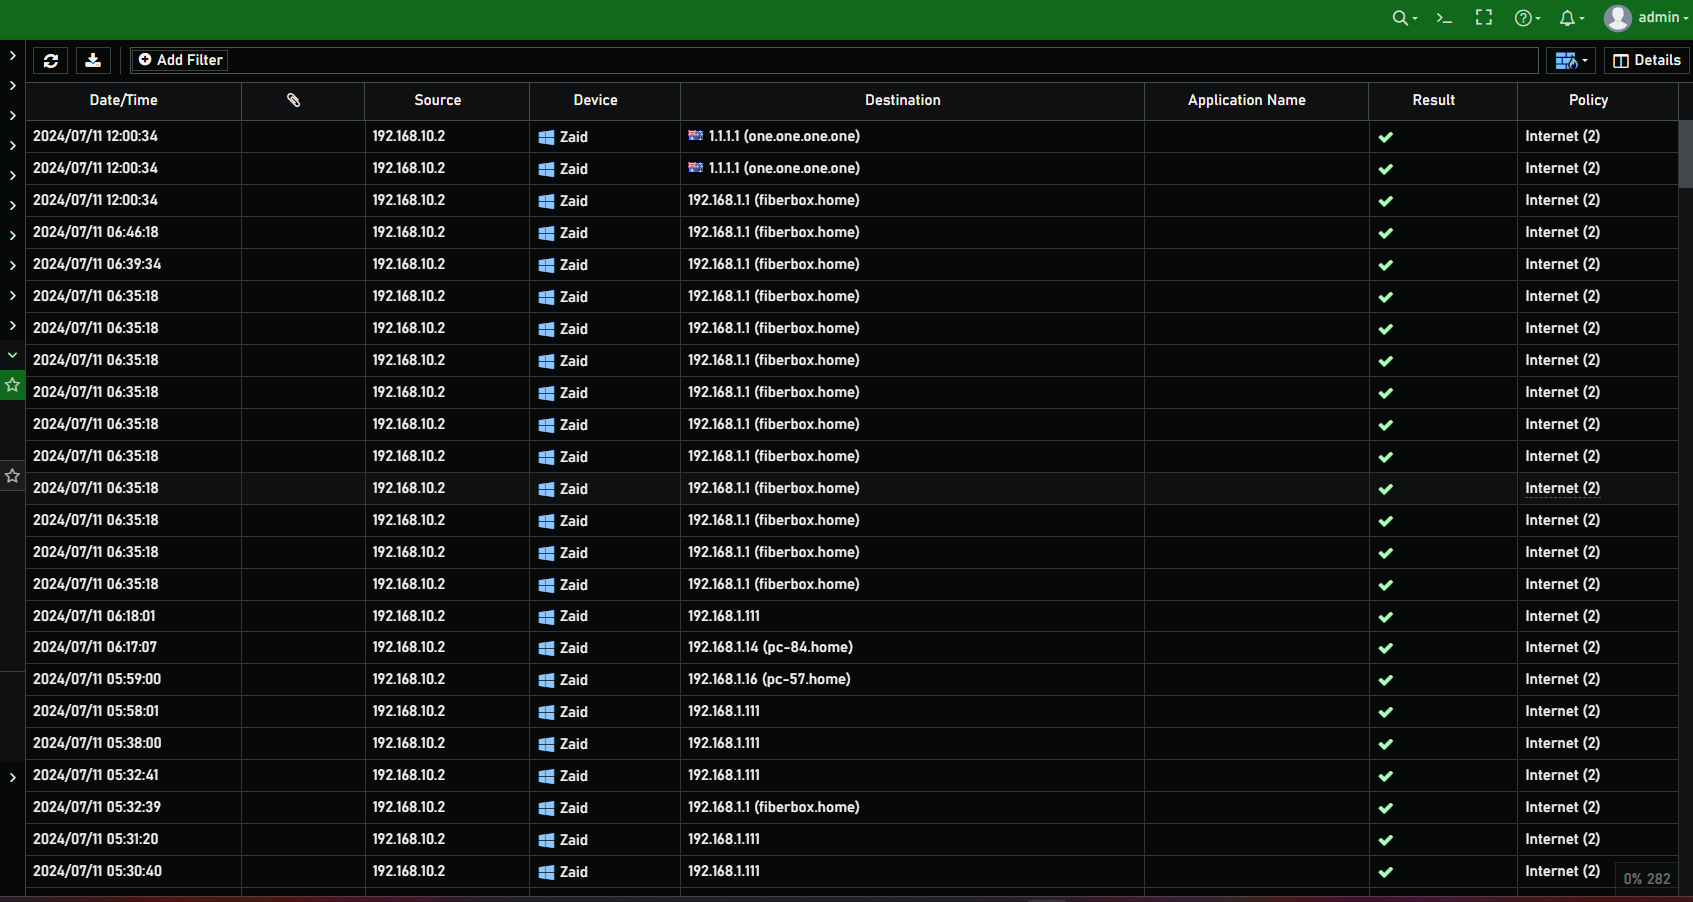 admin
Add Filter Details
Date/Time Source Device Destination Application Name Result Policy
2024/07/11 12:00:34 192.168.10.2 Zaid 1.1.1.1 (one.one.one.one) Internet (2)
2024/07/11 12:00:34 192.168.10.2 Zaid 1.1.1.1 (one.one.one.one) Internet (2)
2024/07/11 12:00:34 192.168.10.2 Zaid 192.168.1.1 (fiberbox.home) Internet (2)
2024/07/11 06:46:18 192.168.10.2 Zaid 192.168.1.1 (fiberbox.home) Internet (2)
2024/07/11 06:39:34 192.168.10.2 Zaid 192.168.1.1 (fiberbox.home) Internet (2)
2024/07/11 06:35:18 192.168.10.2 Zaid 192.168.1.1 (fiberbox.home) Internet (2)
2024/07/11 06:35:18 192.168.10.2 Zaid 192.168.1.1 (fiberbox.home) Internet (2)
2024/07/11 06:35:18 192.168.10.2 Zaid 192.168.1.1 (fiberbox.home) Internet (2)
2024/07/11 06:35:18 192.168.10.2 Zaid 192.168.1.1 (fiberbox.home) Internet (2)
2024/07/11 06:35:18 192.168.10.2 Zaid 192.168.1.1 (fiberbox.home) Internet (2)
2024/07/11 06:35:18 192.168.10.2 Zaid 192.168.1.1 (fiberbox.home) Internet (2)
2024/07/11 06:35:18 192.168.10.2 Zaid 192.168.1.1 (fiberbox.home) Internet (2)
2024/07/11 06:35:18 192.168.10.2 Zaid 192.168.1.1 (fiberbox.home) Internet (2)
2024/07/11 06:35:18 192.168.10.2 Zaid 192.168.1.1 (fiberbox.home) Internet (2)
2024/07/11 06:35:18 192.168.10.2 Zaid 192.168.1.1 (fiberbox.home) Internet (2)
2024/07/11 06:18:01 192.168.10.2 Zaid 192.168.1.111 Internet (2)
2024/07/11 06:17:07 192.168.10.2 Zaid 192.168.1.14 (pc-84.home) Internet (2)
2024/07/11 05:59:00 192.168.10.2 Zaid 192.168.1.16 (pc-57.home) Internet (2)
2024/07/11 05:58:01 192.168.10.2 Zaid 192.168.1.111 Internet (2)
2024/07/11 05:38:00 192.168.10.2 Zaid 192.168.1.111 Internet (2)
2024/07/11 05:32:41 192.168.10.2 Zaid 192.168.1.111 Internet (2)
2024/07/11 05:32:39 192.168.10.2 Zaid 192.168.1.1 (fiberbox.home) Internet (2)
2024/07/11 05:31:20 192.168.10.2 Zaid 192.168.1.111 Internet (2)
2024/07/11 05:30:40 192.168.10.2 Zaid 192.168.1.111 Internet (2)
0% 282